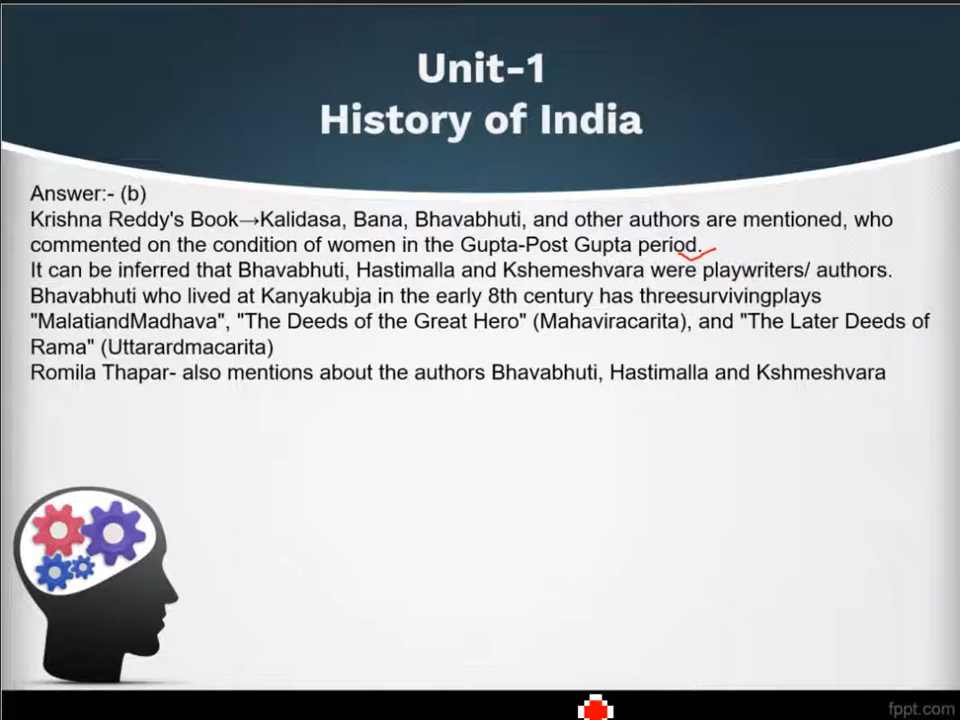 Unit-1
History of India
Answer:- (b)
Krishna Reddy's Book→Kalidasa, Bana, Bhavabhuti, and other authors are mentioned, who
commented on the condition of women in the Gupta-Post Gupta period.
It can be inferred that Bhavabhuti, Hastimalla and Kshemeshvara were playwriters/ authors.
Bhavabhuti who lived at Kanyakubja in the early 8th century has threesurvivingplays
"MalatiandMadhava", "The Deeds of the Great Hero" (Mahaviracarita), and "The Later Deeds of
Rama" (Uttarardmacarita)
Romila Thapar- also mentions about the authors Bhavabhuti, Hastimalla and Kshmeshvara
fppt.com